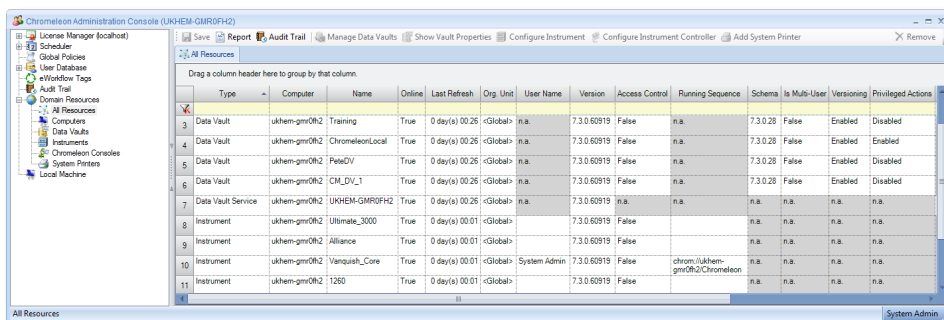 Chromeleon Administration Console (UKHEM-GMR0FH2)
License Manager (localhost)
Scheduler
Global Policies
User Database
eWorkflow Tags
Audit Trail
Domain Resources
All Resources
Computers
Data Vaults
Instruments
Chromeleon Consoles
System Printers
Local Machine
Save Report Audit Trail Manage Data Vaults Show Vault Properties Configure Instrument Configure Instrument Controller Add System Printer Remove
All Resources
Drag a column header here to group by that column.
Type Computer Name Online Last Refresh Org. Unit User Name Version Access Control Running Sequence Schema Is Multi-User Versioning Privileged Actions
3 Data Vault ukhem-gmr0fh2 Training True 0 day(s) 00:26 <Global> n.a. 7.3.0.60919 False n.a. 7.3.0.28 False Enabled Disabled
4 Data Vault ukhem-gmr0fh2 ChromeleonLocal True 0 day(s) 00:26 <Global> n.a. 7.3.0.60919 False n.a. 7.3.0.28 False Enabled Enabled
5 Data Vault ukhem-gmr0fh2 PeteDV True 0 day(s) 00:26 <Global> n.a. 7.3.0.60919 False n.a. 7.3.0.28 False Enabled Disabled
6 Data Vault ukhem-gmr0fh2 CM_DV_1 True 0 day(s) 00:26 <Global> n.a. 7.3.0.60919 False n.a. 7.3.0.28 False Enabled Disabled
7 Data Vault Service ukhem-gmr0fh2 UKHEM-GMR0FH2 True 0 day(s) 00:26 <Global> n.a. 7.3.0.60919 n.a. n.a. n.a. n.a. n.a. n.a.
8 Instrument ukhem-gmr0fh2 Ultimate_3000 True 0 day(s) 00:01 <Global> 7.3.0.60919 False n.a. n.a. n.a. n.a.
9 Instrument ukhem-gmr0fh2 Alliance True 0 day(s) 00:01 <Global> 7.3.0.60919 False n.a. n.a. n.a. n.a.
10 Instrument ukhem-gmr0fh2 Vanquish_Core True 0 day(s) 00:01 <Global> System Admin 7.3.0.60919 False chrom://ukhem- n.a. n.a. n.a. n.a.
gmr0fh2/Chromeleon
11 Instrument ukhem-gmr0fh2 1260 True 0 day(s) 00:01 <Global> 7.3.0.60919 False n.a. n.a. n.a. n.a.
All Resources System Admin